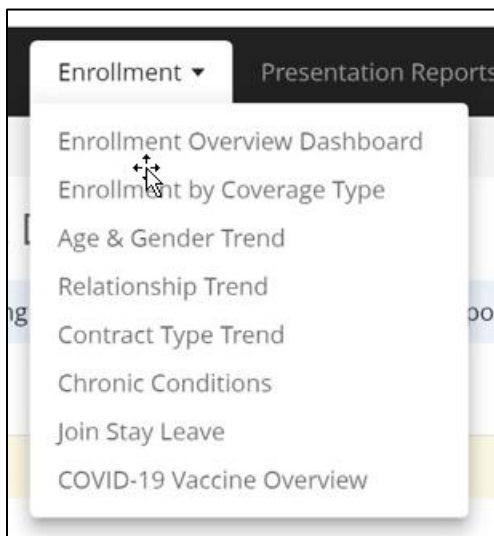 Enrollment ▾ Presentation Reports
Enrollment Overview Dashboard
Enrollment by Coverage Type
Age & Gender Trend
Relationship Trend
Contract Type Trend
Chronic Conditions
Join Stay Leave
COVID-19 Vaccine Overview